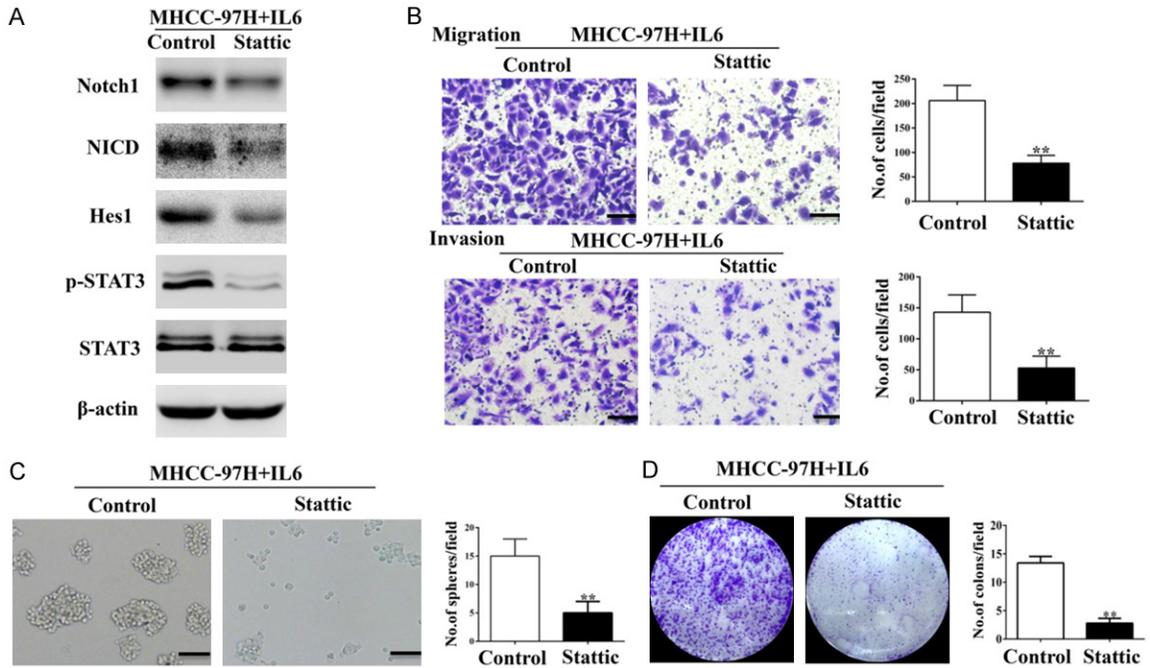 A
MHCC-97H+IL6
Control Stattic
Notch1
NICD
Hes1
p-STAT3
STAT3
β-actin
B
Migration MHCC-97H+IL6
Control Stattic
No.of cells/field
250
200
150
100
50
0
**
Control Stattic
Invasion MHCC-97H+IL6
Control Stattic
No.of cells/field
200
150
100
50
0
**
Control Stattic
C
MHCC-97H+IL6
Control Stattic
No.of spheres/field
20
15
10
5
0
**
Control Stattic
D
MHCC-97H+IL6
Control Stattic
No.of colons/field
20
15
10
5
0
**
Control Stattic